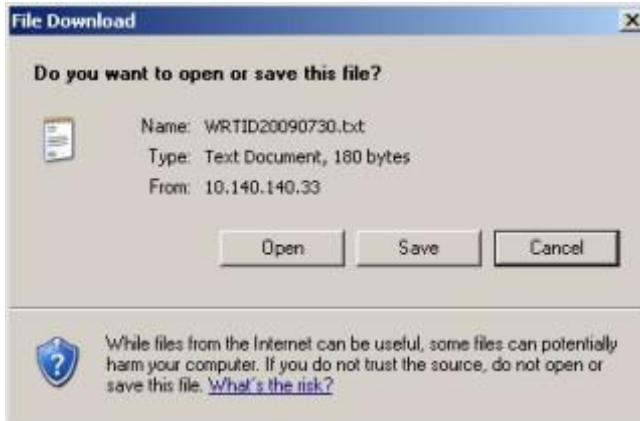 File Download
Do you want to open or save this file?
Name: WRTID20090730.txt
Type: Text Document, 180 bytes
From: 10.140.140.33
Open Save Cancel
While files from the Internet can be useful, some files can potentially
harm your computer. If you do not trust the source, do not open or
save this file. What's the risk?